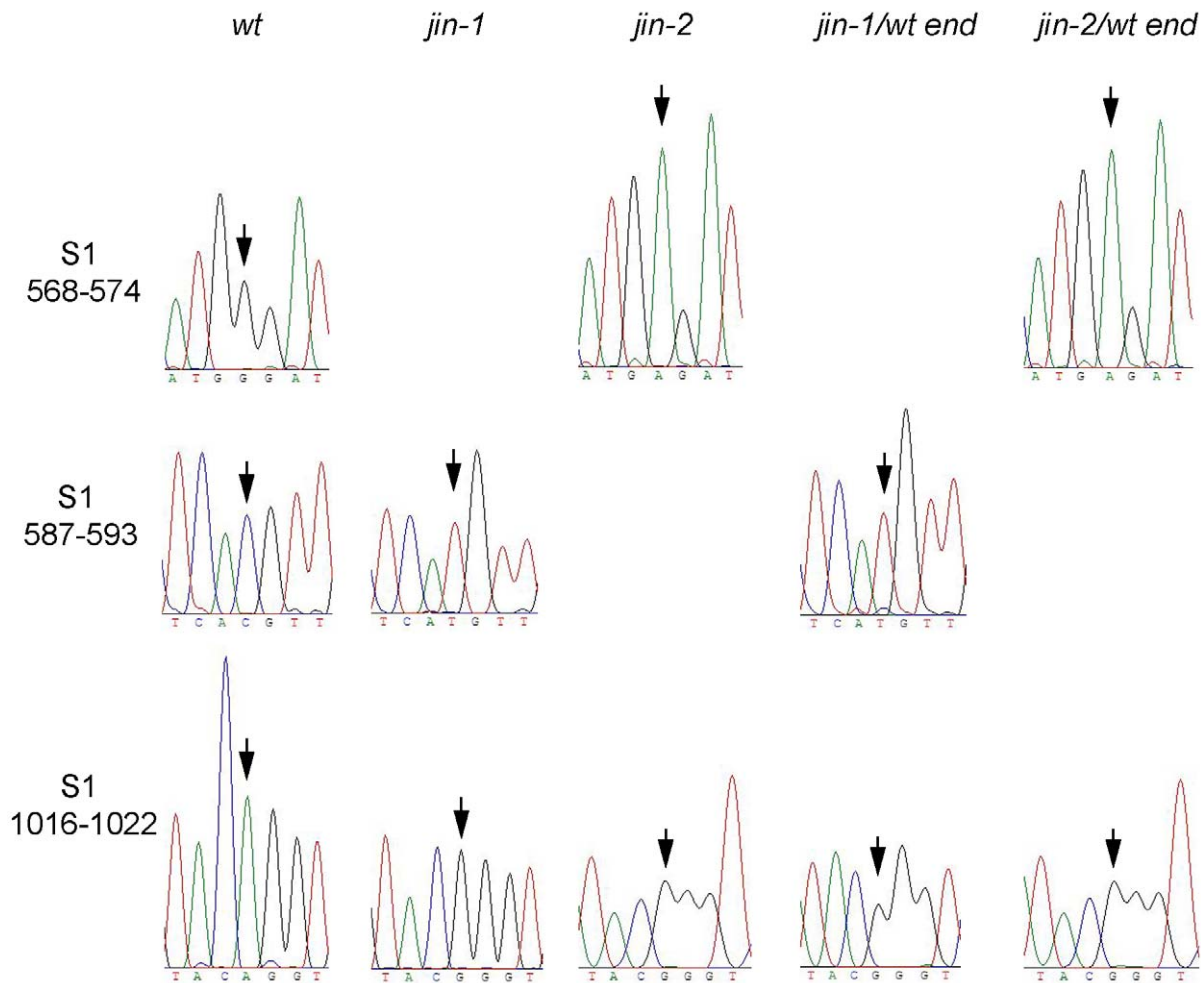 wt jin-1 jin-2 jin-1/wt end jin-2/wt end
S1
568-574
A T G G G A T
A T G A G A T
A T G A G A T
S1
587-593
T C A C G T T
T C A T G T T
T C A T G T T
S1
1016-1022
T A C A G G T
T A C G G G T
T A C G G G T
T A C G G G T
T A C G G G T